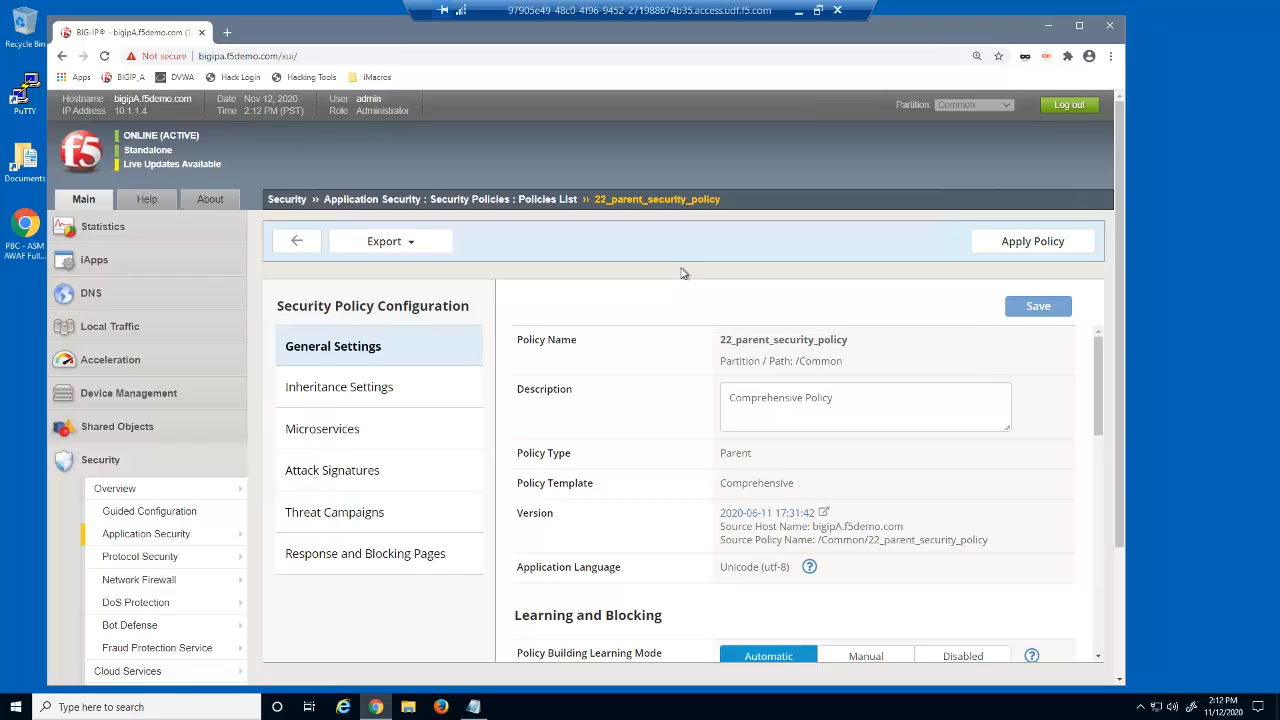 97905e49-48c0-4f96-9452-271988674b35.access.udf.f5.com
Recycle Bin
PuTTY
Documents
PBC - ASM
AWAF Full...
BIG-IP® - bigipa.f5demo.com (1
Not secure
bigipa.f5demo.com/xui/
Apps
BIGIP_A
DVWA
Hack Login
Hacking Tools
iMacros
Hostname bigipA.f5demo.com
IP Address 10.1.1.4
Date Nov 12, 2020
Time 2:12 PM (PST)
User admin
Role Administrator
Partition: Common
Log out
f5
ONLINE (ACTIVE)
Standalone
Live Updates Available
Main
Help
About
Security ›› Application Security : Security Policies : Policies List ›› 22_parent_security_policy
Statistics
iApps
DNS
Local Traffic
Acceleration
Device Management
Shared Objects
Security
Overview
Guided Configuration
Application Security
Protocol Security
Network Firewall
DoS Protection
Bot Defense
Fraud Protection Service
Cloud Services
Export
Apply Policy
Security Policy Configuration
General Settings
Inheritance Settings
Microservices
Attack Signatures
Threat Campaigns
Response and Blocking Pages
Save
Policy Name
22_parent_security_policy
Partition / Path: /Common
Description
Comprehensive Policy
Policy Type
Parent
Policy Template
Comprehensive
Version
2020-06-11 17:31:42
Source Host Name: bigipA.f5demo.com
Source Policy Name: /Common/22_parent_security_policy
Application Language
Unicode (utf-8)
Learning and Blocking
Policy Building Learning Mode
Automatic
Manual
Disabled
Type here to search
2:12 PM
11/12/2020